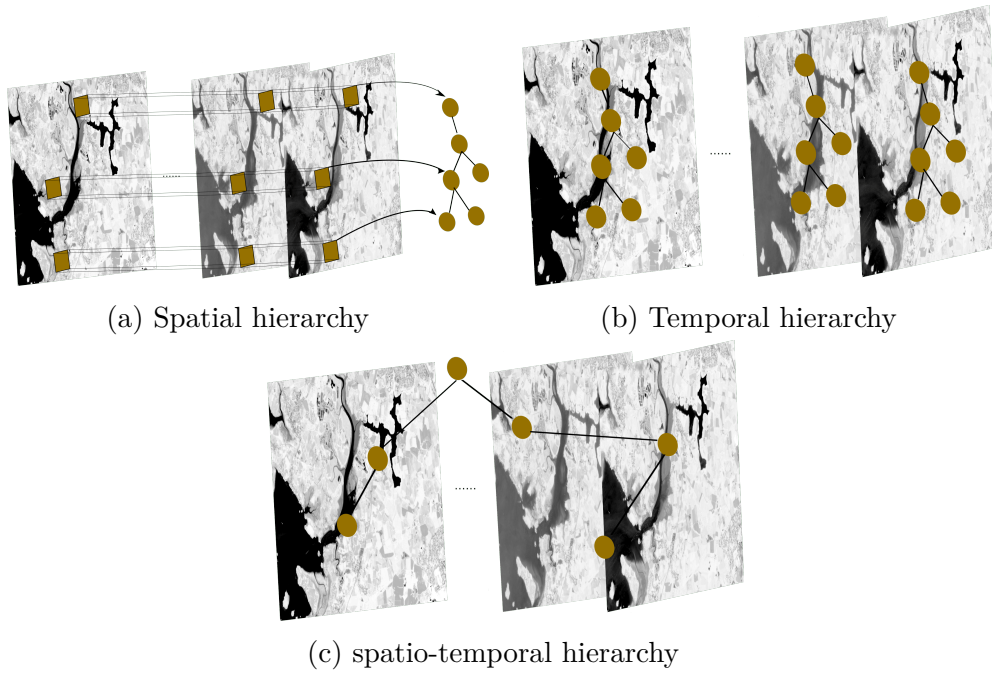 ......
(a) Spatial hierarchy
......
(b) Temporal hierarchy
......
(c) spatio-temporal hierarchy